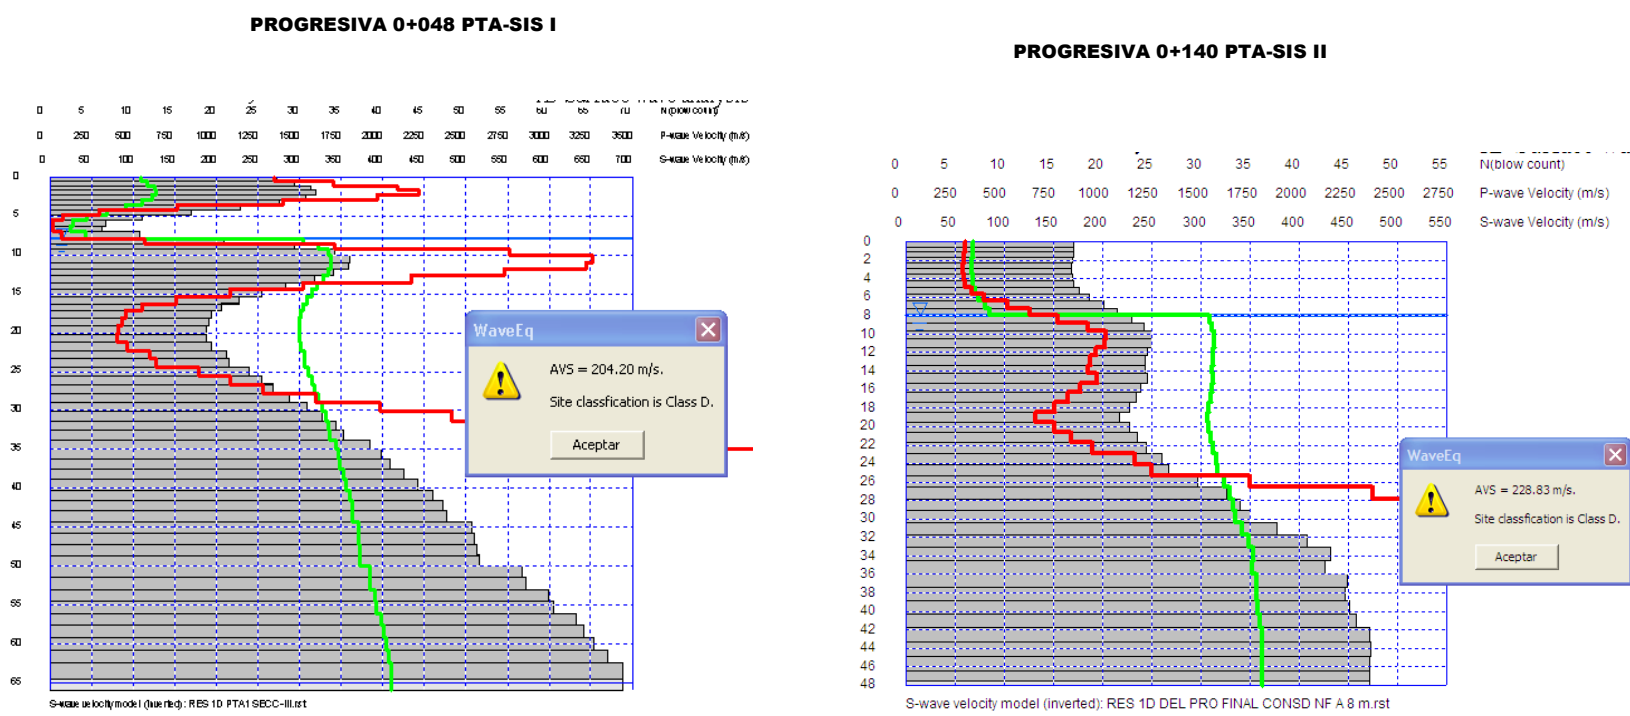 PROGRESIVA 0+048 PTA-SIS I
0 5 10 15 20 25 30 35 40 45 50 55 60 65 70 N(blow count)
0 250 500 750 1000 1250 1500 1750 2000 2250 2500 2750 3000 3250 3500 P-wave Velocity (m/s)
0 50 100 150 200 250 300 350 400 450 500 550 600 650 700 S-wave Velocity (m/s)
0
5
10
15
20
25
30
35
40
45
50
55
60
65
WaveEq
AVS = 204.20 m/s.
Site classfication is Class D.
Aceptar
S-wave velocity model (inverted): RES 1D PTA1 SECC-III.rst
PROGRESIVA 0+140 PTA-SIS II
0 5 10 15 20 25 30 35 40 45 50 55 N(blow count)
0 250 500 750 1000 1250 1500 1750 2000 2250 2500 2750 P-wave Velocity (m/s)
0 50 100 150 200 250 300 350 400 450 500 550 S-wave Velocity (m/s)
0
2
4
6
8
10
12
14
16
18
20
22
24
26
28
30
32
34
36
38
40
42
44
46
48
WaveEq
AVS = 228.83 m/s.
Site classfication is Class D.
Aceptar
S-wave velocity model (inverted): RES 1D DEL PRO FINAL CONSD NF A 8 m.rst